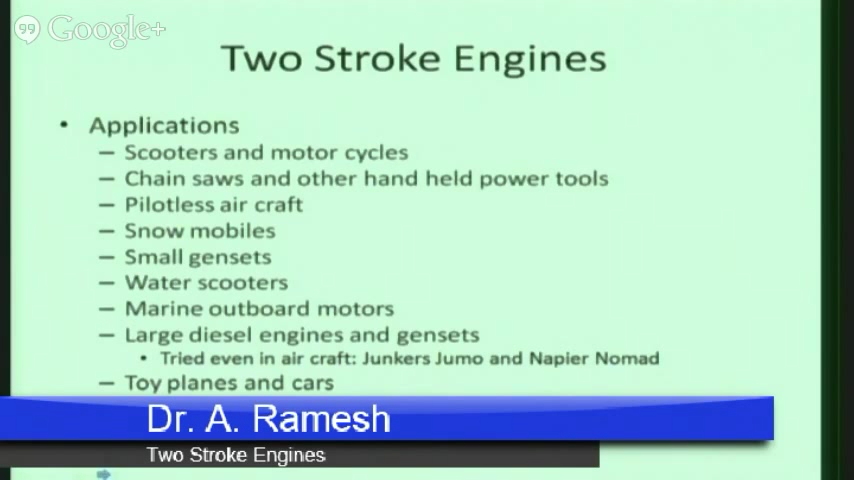 Google+
Two Stroke Engines
• Applications
– Scooters and motor cycles
– Chain saws and other hand held power tools
– Pilotless air craft
– Snow mobiles
– Small gensets
– Water scooters
– Marine outboard motors
– Large diesel engines and gensets
• Tried even in air craft: Junkers Jumo and Napier Nomad
– Toy planes and cars
Dr. A. Ramesh
Two Stroke Engines